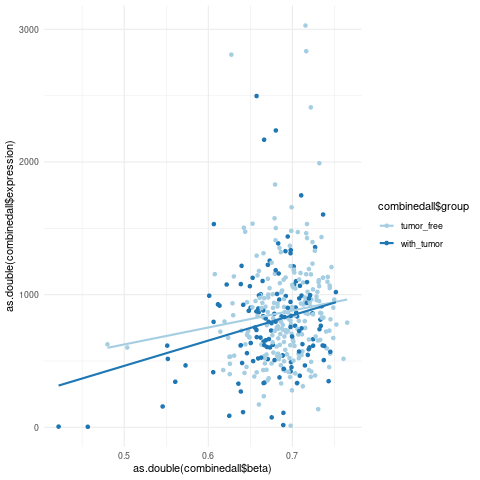 3000
2000
1000
0
as.double(combinedall$expression)
0.5
0.6
0.7
as.double(combinedall$beta)
combinedall$group
tumor_free
with_tumor